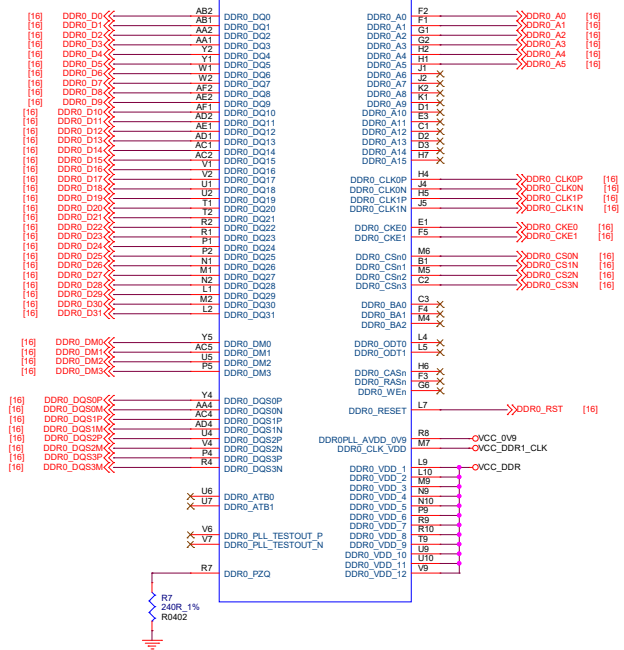 [16] DDR0_D0 AB2 DDR0_DQ0
[16] DDR0_D1 AB1 DDR0_DQ1
[16] DDR0_D2 AA2 DDR0_DQ2
[16] DDR0_D3 AA1 DDR0_DQ3
[16] DDR0_D4 Y2 DDR0_DQ4
[16] DDR0_D5 Y1 DDR0_DQ5
[16] DDR0_D6 W1 DDR0_DQ6
[16] DDR0_D7 W2 DDR0_DQ7
[16] DDR0_D8 AF2 DDR0_DQ8
[16] DDR0_D9 AE2 DDR0_DQ9
[16] DDR0_D10 AF1 DDR0_DQ10
[16] DDR0_D11 AD2 DDR0_DQ11
[16] DDR0_D12 AE1 DDR0_DQ12
[16] DDR0_D13 AD1 DDR0_DQ13
[16] DDR0_D14 AC1 DDR0_DQ14
[16] DDR0_D15 AC2 DDR0_DQ15
[16] DDR0_D16 V1 DDR0_DQ16
[16] DDR0_D17 V2 DDR0_DQ17
[16] DDR0_D18 U1 DDR0_DQ18
[16] DDR0_D19 U2 DDR0_DQ19
[16] DDR0_D20 T1 DDR0_DQ20
[16] DDR0_D21 T2 DDR0_DQ21
[16] DDR0_D22 R2 DDR0_DQ22
[16] DDR0_D23 R1 DDR0_DQ23
[16] DDR0_D24 P1 DDR0_DQ24
[16] DDR0_D25 P2 DDR0_DQ25
[16] DDR0_D26 N1 DDR0_DQ26
[16] DDR0_D27 M1 DDR0_DQ27
[16] DDR0_D28 N2 DDR0_DQ28
[16] DDR0_D29 L1 DDR0_DQ29
[16] DDR0_D30 M2 DDR0_DQ30
[16] DDR0_D31 L2 DDR0_DQ31
[16] DDR0_DM0 Y5 DDR0_DM0
[16] DDR0_DM1 AC5 DDR0_DM1
[16] DDR0_DM2 U5 DDR0_DM2
[16] DDR0_DM3 P5 DDR0_DM3
[16] DDR0_DQS0P Y4 DDR0_DQS0P
[16] DDR0_DQS0M AA4 DDR0_DQS0N
[16] DDR0_DQS1P AC4 DDR0_DQS1P
[16] DDR0_DQS1M AD4 DDR0_DQS1N
[16] DDR0_DQS2P U4 DDR0_DQS2P
[16] DDR0_DQS2M V4 DDR0_DQS2N
[16] DDR0_DQS3P P4 DDR0_DQS3P
[16] DDR0_DQS3M R4 DDR0_DQS3N
U6 DDR0_ATB0
U7 DDR0_ATB1
V6 DDR0_PLL_TESTOUT_P
V7 DDR0_PLL_TESTOUT_N
R7 DDR0_PZQ
R7
240R_1%
R0402
DDR0_A0 F2 DDR0_A0 [16]
DDR0_A1 F1 DDR0_A1 [16]
DDR0_A2 G1 DDR0_A2 [16]
DDR0_A3 G2 DDR0_A3 [16]
DDR0_A4 H2 DDR0_A4 [16]
DDR0_A5 H1 DDR0_A5 [16]
DDR0_A6 J1
DDR0_A7 J2
DDR0_A8 K2
DDR0_A9 K1
DDR0_A10 D1
DDR0_A11 E3
DDR0_A12 C1
DDR0_A13 D2
DDR0_A14 D3
DDR0_A15 H7
DDR0_CLK0P H4 DDR0_CLK0P [16]
DDR0_CLK0N J4 DDR0_CLK0N [16]
DDR0_CLK1P H5 DDR0_CLK1P [16]
DDR0_CLK1N J5 DDR0_CLK1N [16]
DDR0_CKE0 E1 DDR0_CKE0 [16]
DDR0_CKE1 F5 DDR0_CKE1 [16]
DDR0_CSn0 M6 DDR0_CS0N [16]
DDR0_CSn1 B1 DDR0_CS1N [16]
DDR0_CSn2 M5 DDR0_CS2N [16]
DDR0_CSn3 C2 DDR0_CS3N [16]
DDR0_BA0 C3
DDR0_BA1 F4
DDR0_BA2 M4
DDR0_ODT0 L4
DDR0_ODT1 L5
DDR0_CASn H6
DDR0_RASn F3
DDR0_WEn G6
DDR0_RESET L7 DDR0_RST [16]
DDR0PLL_AVDD_0V9 R8 VCC_0V9
DDR0_CLK_VDD M7 VCC_DDR1_CLK
DDR0_VDD_1 L9 VCC_DDR
DDR0_VDD_2 L10
DDR0_VDD_3 M9
DDR0_VDD_4 N9
DDR0_VDD_5 N10
DDR0_VDD_6 P9
DDR0_VDD_7 R9
DDR0_VDD_8 R10
DDR0_VDD_9 T9
DDR0_VDD_10 U9
DDR0_VDD_11 U10
DDR0_VDD_12 V9